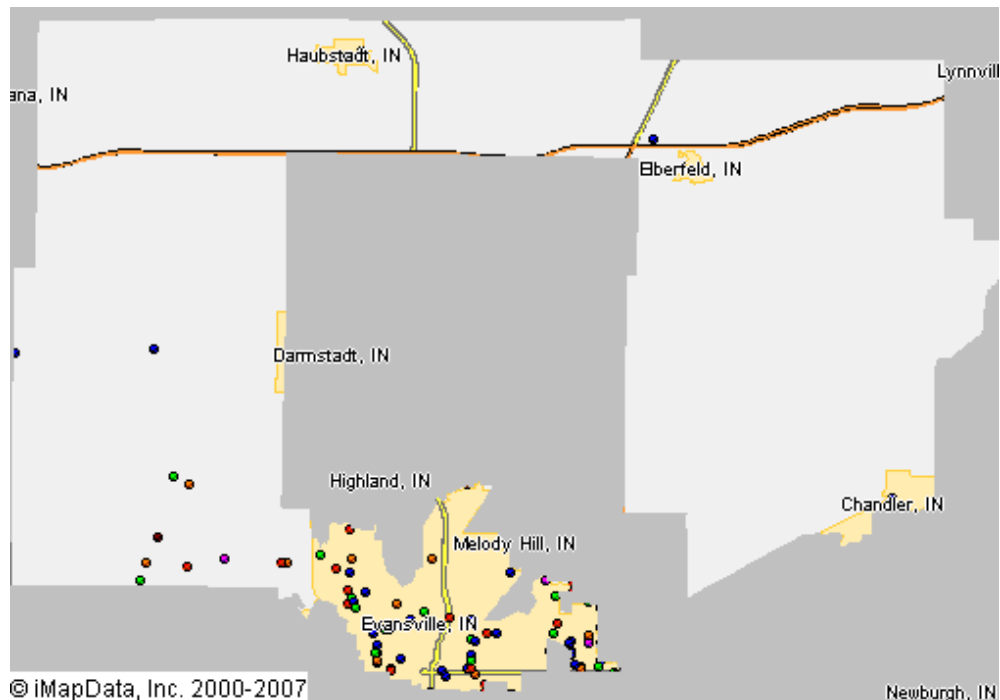 Haubstadt, IN
Lynnvill
ana, IN
Elberfeld, IN
Darmstadt, IN
Highland, IN
Chandler, IN
Melody Hill, IN
Evansville, IN
© iMapData, Inc. 2000-2007
Newburgh, IN